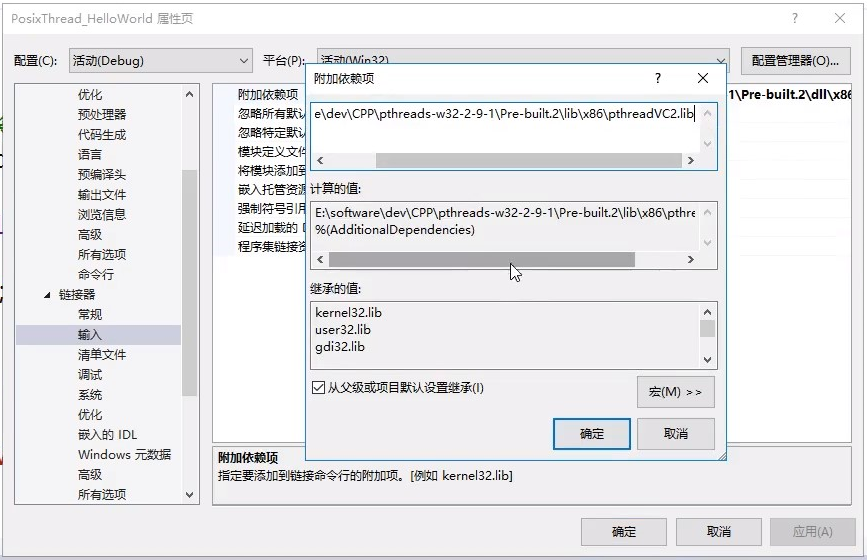 PosixThread_HelloWorld 属性页
配置(C): 活动(Debug) 平台(P): 活动(Win32) 配置管理器(O)...
优化
预处理器
代码生成
语言
预编译头
输出文件
浏览信息
高级
所有选项
命令行
链接器
常规
输入
清单文件
调试
系统
优化
嵌入的 IDL
Windows 元数据
高级
所有选项
附加依赖项
忽略所有默认
忽略特定默认
模块定义文件
将模块添加到
嵌入托管资源
强制符号引用
延迟加载的
程序集链接资
1\Pre-built.2\dll\x86
附加依赖项
e\dev\CPP\pthreads-w32-2-9-1\Pre-built.2\lib\x86\pthreadVC2.lib
计算的值:
E:\software\dev\CPP\pthreads-w32-2-9-1\Pre-built.2\lib\x86\pthre
%(AdditionalDependencies)
继承的值:
kernel32.lib
user32.lib
gdi32.lib
从父级或项目默认设置继承(I)
宏(M) >>
确定 取消
附加依赖项
指定要添加到链接命令行的附加项。[例如 kernel32.lib]
确定 取消 应用(A)